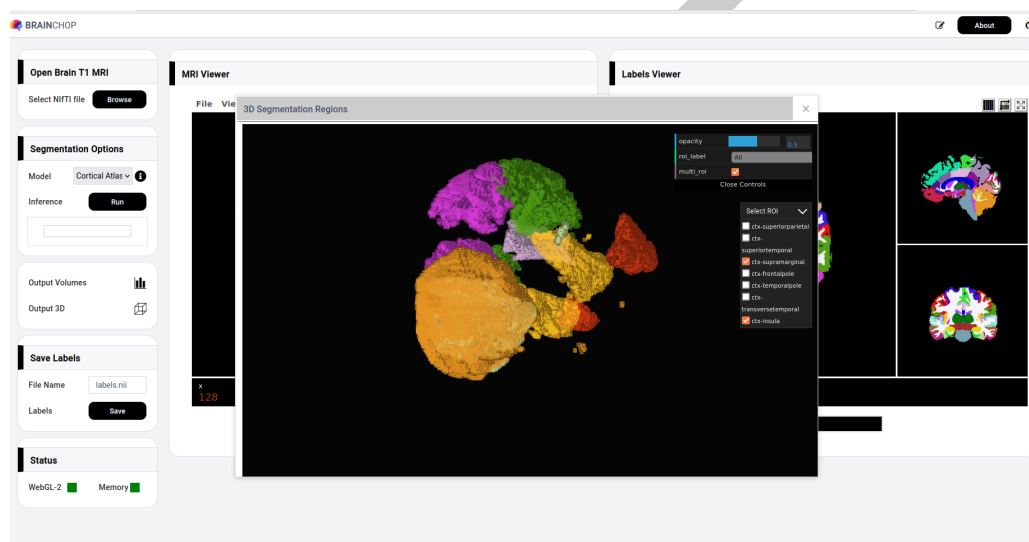 BRAINCHOP
About
Open Brain T1 MRI
Select NIfTI file
Browse
Segmentation Options
Model
Cortical Atlas
Inference
Run
Output Volumes
Output 3D
Save Labels
File Name
labels.nii
Labels
Save
Status
WebGL-2
Memory
MRI Viewer
File Vie
x
128
3D Segmentation Regions
×
opacity
0.5
roi_label
All
multi_roi
Close Controls
Select ROI
ctx-superiorparietal
ctx-
superiortemporal
ctx-supramarginal
ctx-frontalpole
ctx-temporalpole
ctx-
transversetemporal
ctx-insula
Labels Viewer